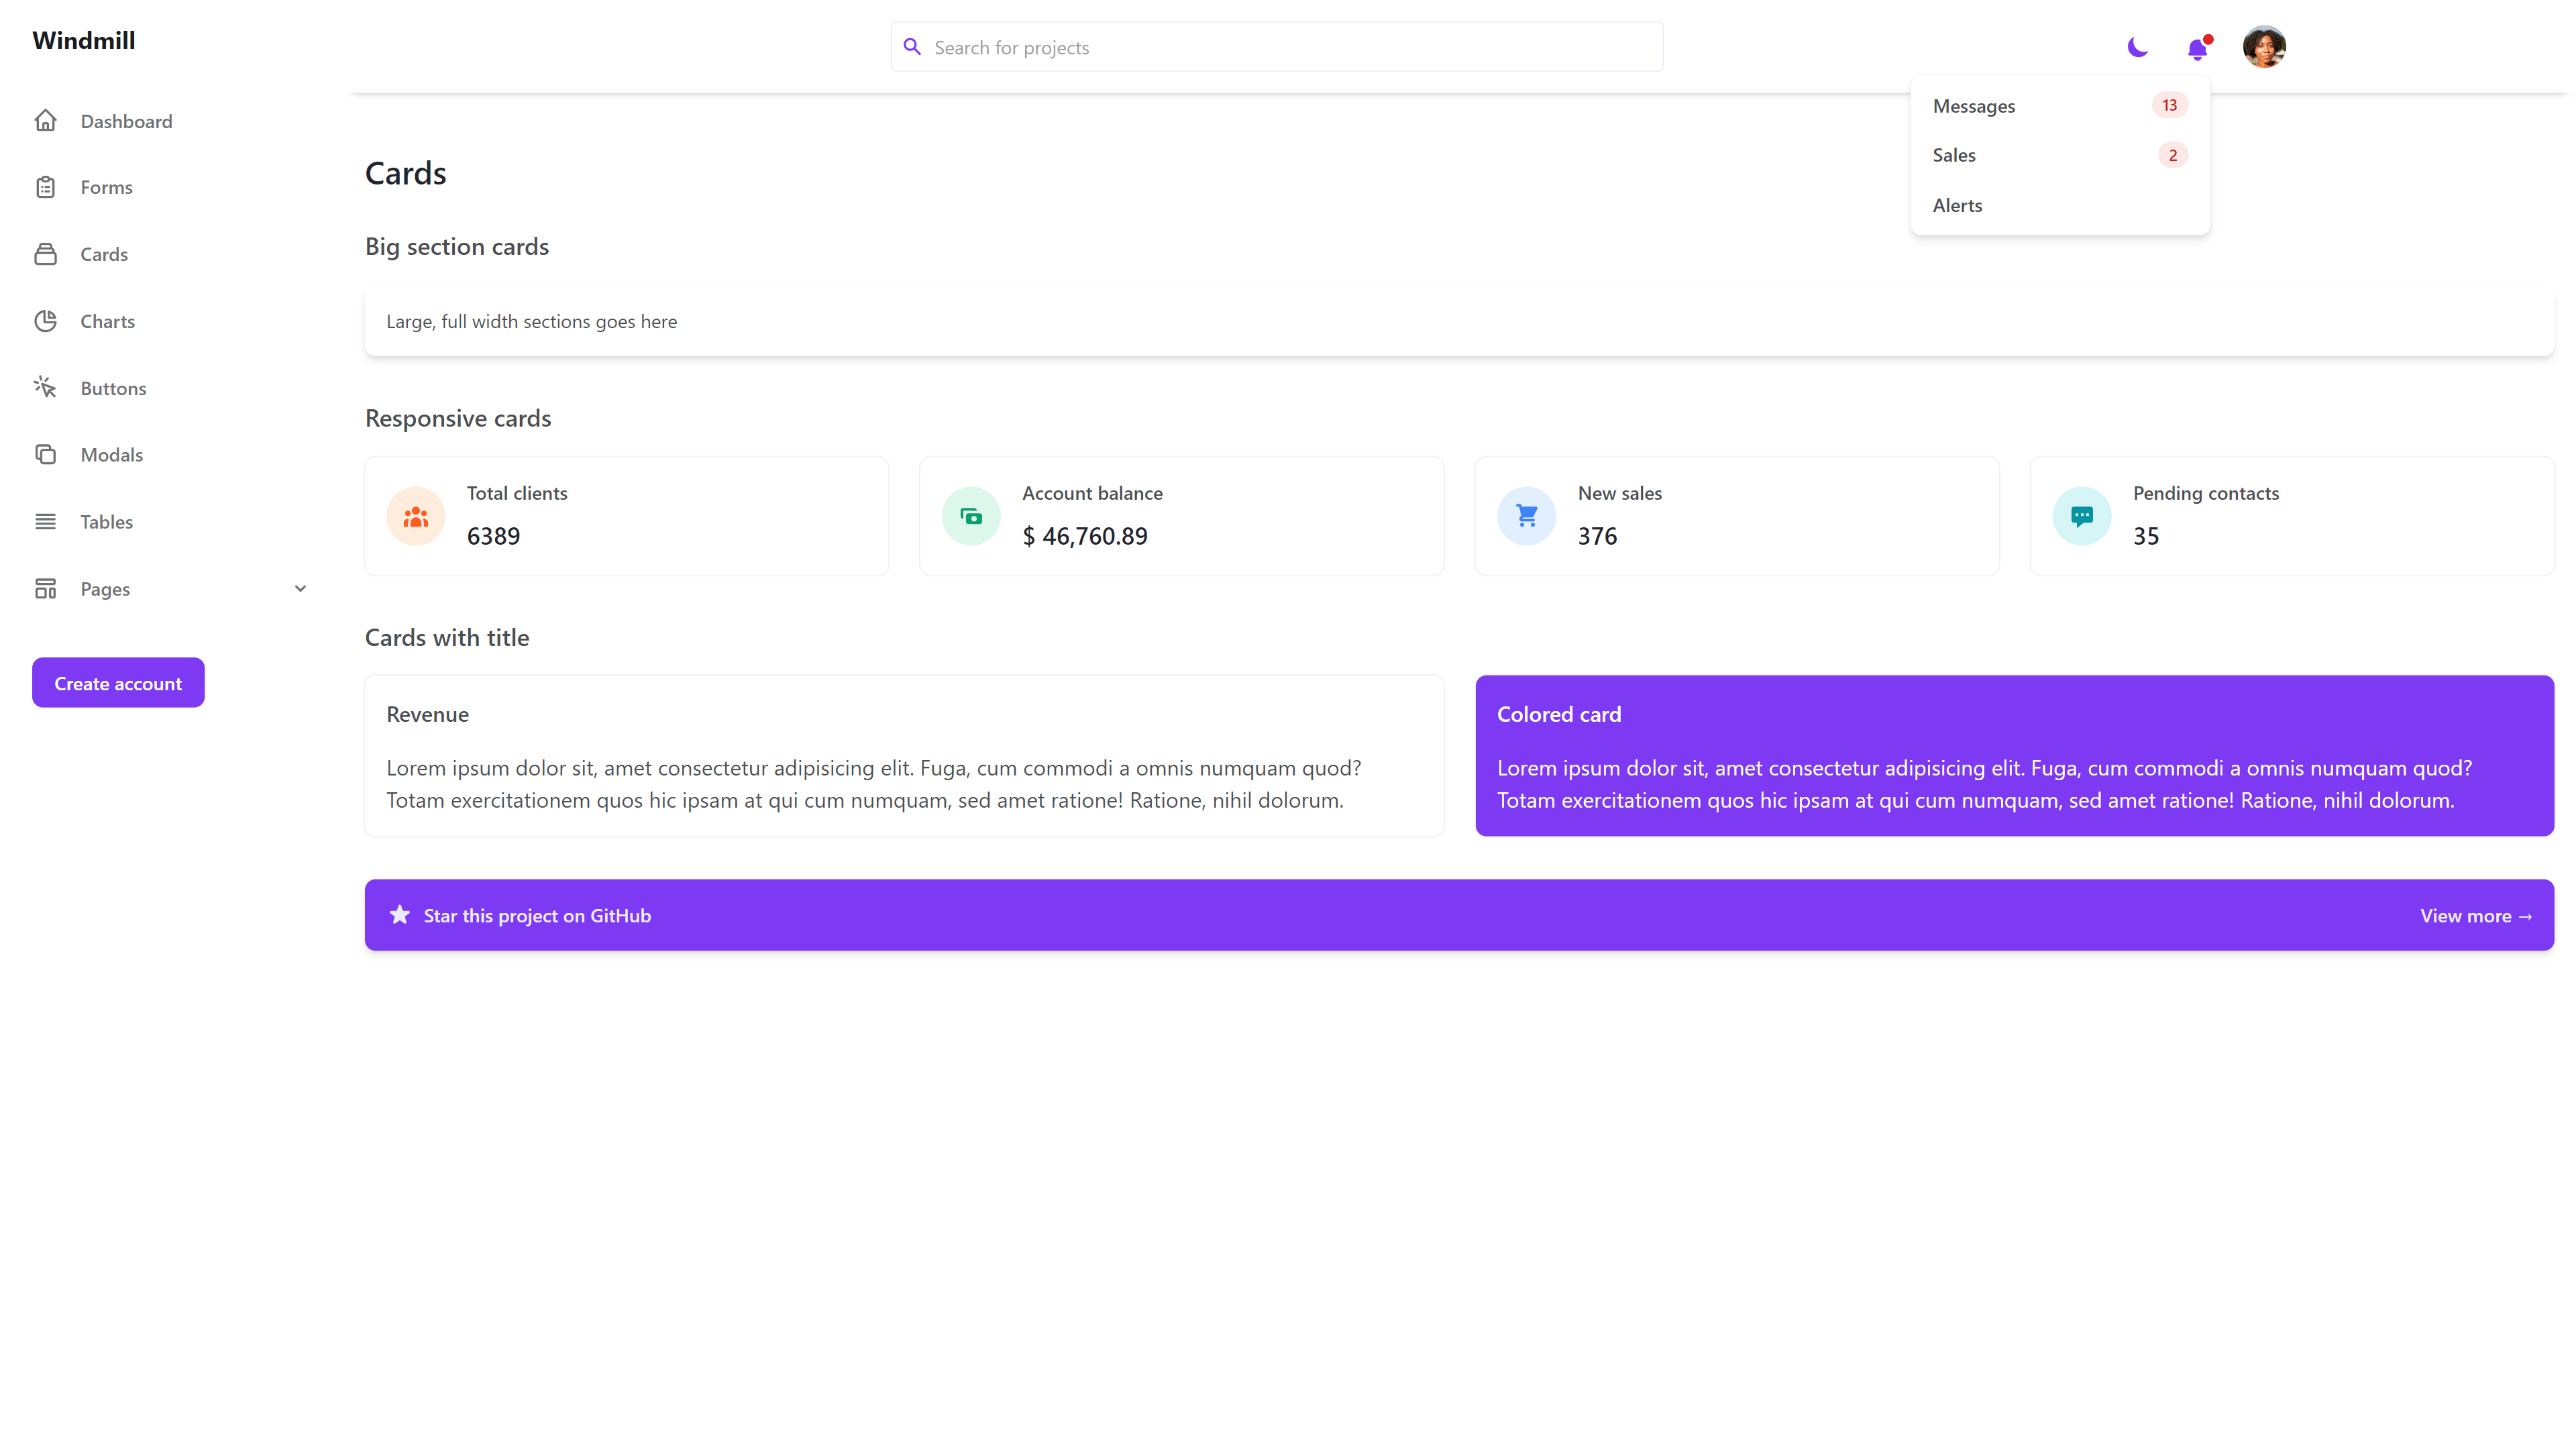 Windmill
Search for projects
Dashboard
Forms
Cards
Charts
Buttons
Modals
Tables
Pages
Create account
Messages 13
Sales 2
Alerts
Cards
Big section cards
Large, full width sections goes here
Responsive cards
Total clients
6389
Account balance
$ 46,760.89
New sales
376
Pending contacts
35
Cards with title
Revenue
Lorem ipsum dolor sit, amet consectetur adipisicing elit. Fuga, cum commodi a omnis numquam quod?
Totam exercitationem quos hic ipsam at qui cum numquam, sed amet ratione! Ratione, nihil dolorum.
Colored card
Lorem ipsum dolor sit, amet consectetur adipisicing elit. Fuga, cum commodi a omnis numquam quod?
Totam exercitationem quos hic ipsam at qui cum numquam, sed amet ratione! Ratione, nihil dolorum.
Star this project on GitHub
View more →